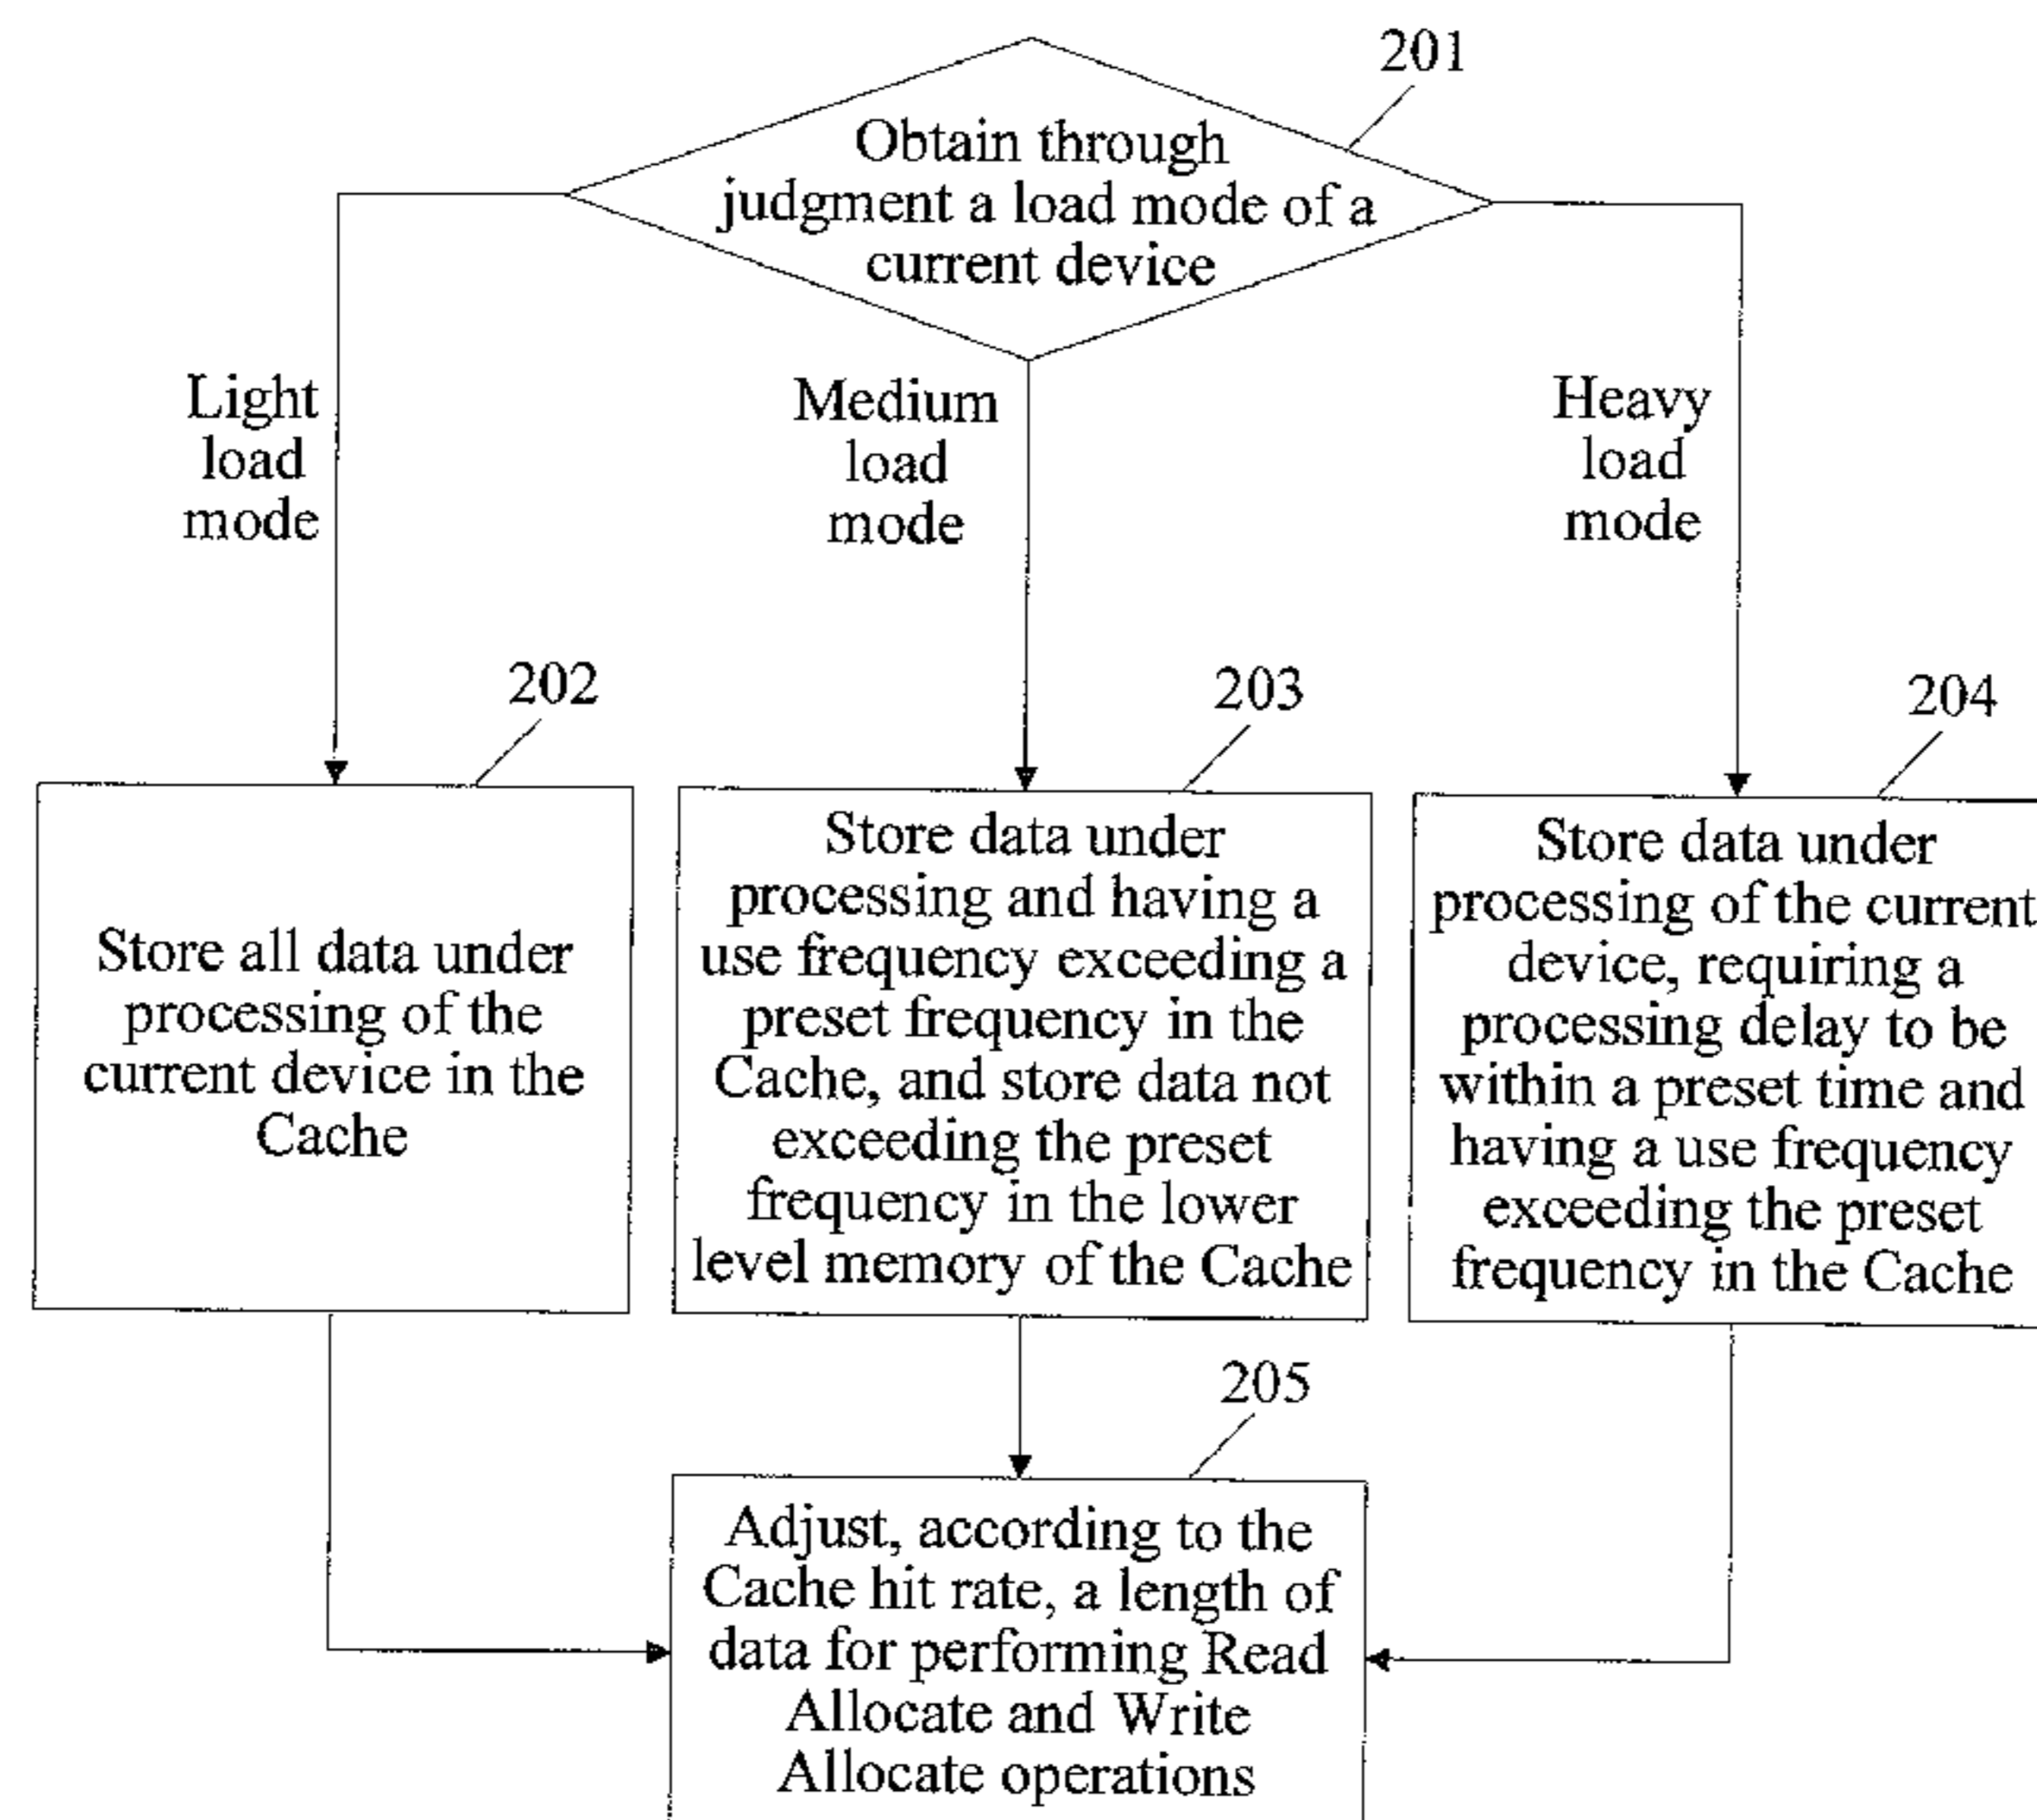 201
Obtain through
judgment a load mode of a
current device
Light
load
mode
Medium
load
mode
Heavy
load
mode
202
203
204
Store all data under
processing of the
current device in the
Cache
Store data under
processing and having a
use frequency exceeding a
preset frequency in the
Cache, and store data not
exceeding the preset
frequency in the lower
level memory of the Cache
Store data under
processing of the current
device, requiring a
processing delay to be
within a preset time and
having a use frequency
exceeding the preset
frequency in the Cache
205
Adjust, according to the
Cache hit rate, a length of
data for performing Read
Allocate and Write
Allocate operations